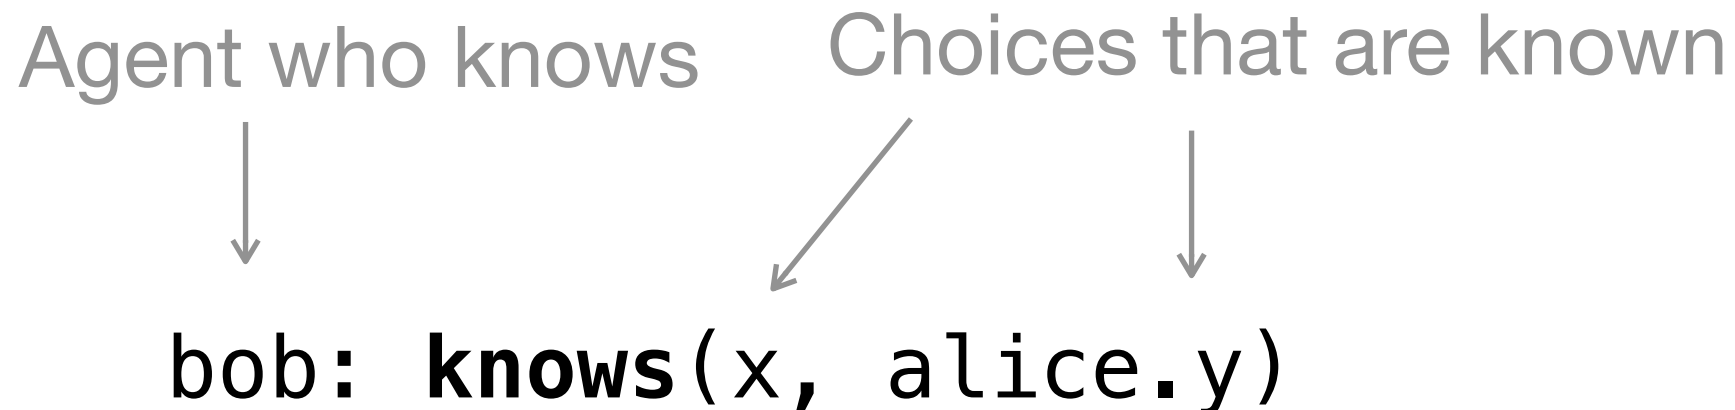 Agent who knows
Choices that are known
bob: knows(x, alice.y)